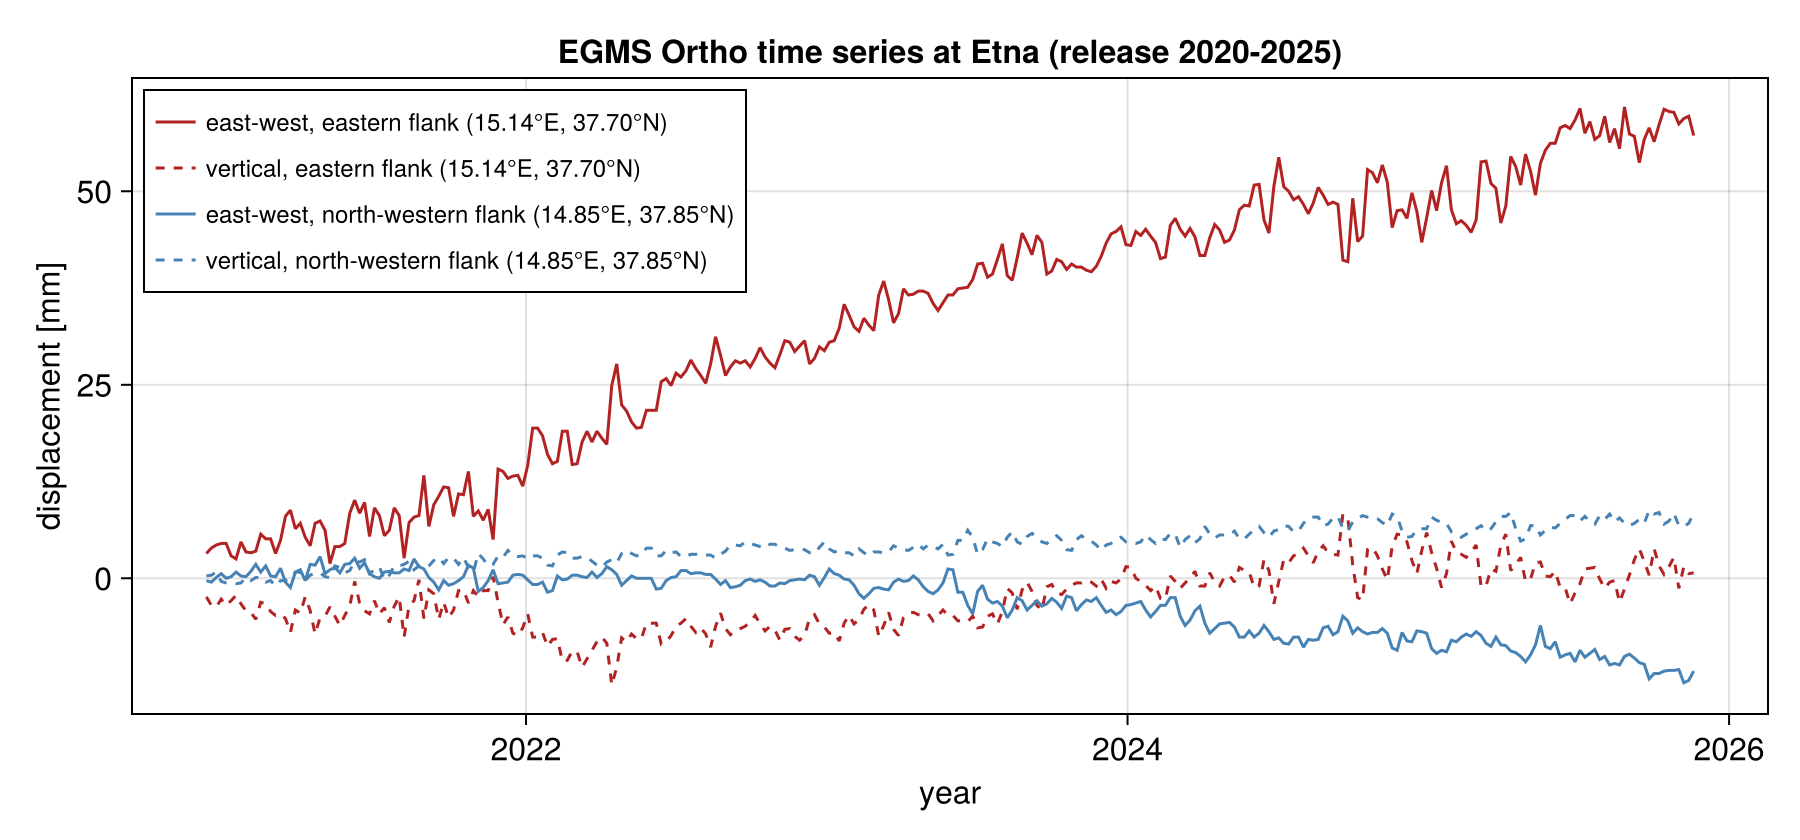 EGMS Ortho time series at Etna (release 2020-2025)
east-west, eastern flank (15.14°E, 37.70°N)
vertical, eastern flank (15.14°E, 37.70°N)
east-west, north-western flank (14.85°E, 37.85°N)
vertical, north-western flank (14.85°E, 37.85°N)
displacement [mm]
50
25
0
2022
2024
2026
year